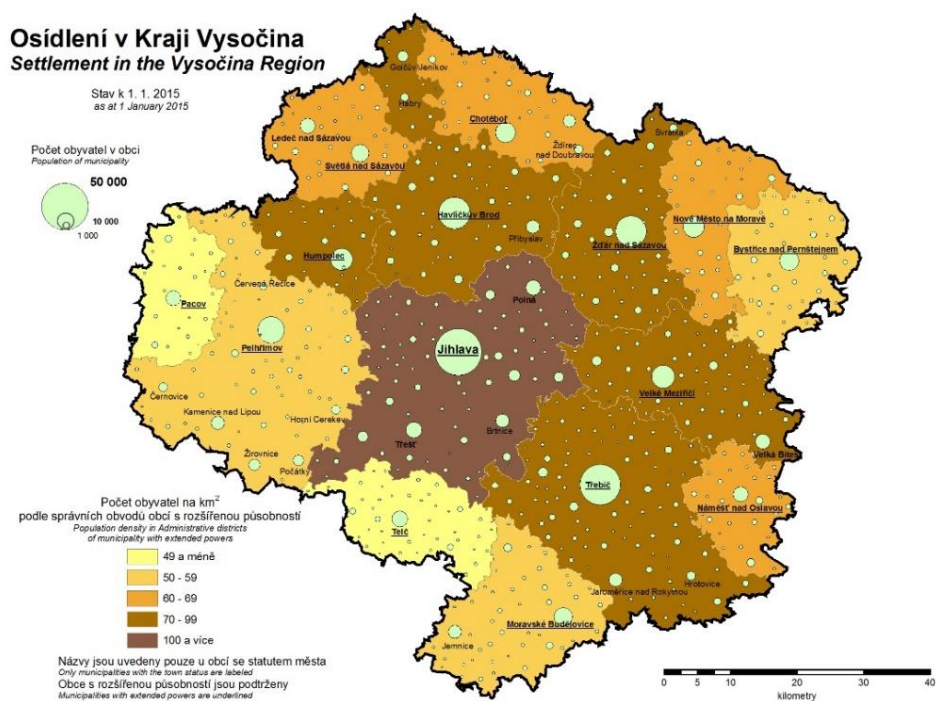 Osídlení v Kraji Vysočina
Settlement in the Vysočina Region
Stav k 1. 1. 2015
as at 1 January 2015
Počet obyvatel v obci
Population of municipality
50 000
10 000
1 000
Golčův Jeníkov
Habry
Chotěboř
Ledeč nad Sázavou
Ždírec
nad Doubravou
Světlá nad Sázavou
Svratka
Havlíčkův Brod
Nové Město na Moravě
Přibyslav
Žďár nad Sázavou
Bystřice nad Pernštejnem
Humpolec
Červená Řečice
Pacov
Polná
Pelhřimov
Jihlava
Velké Meziříčí
Černovice
Kamenice nad Lipou
Horní Cerekev
Brtnice
Třešť
Velká Bíteš
Žirovnice
Počátky
Třebíč
Náměšť nad Oslavou
Telč
Hrotovice
Jaroměřice nad Rokytnou
Moravské Budějovice
Jemnice
Počet obyvatel na km²
podle správních obvodů obcí s rozšířenou působností
Population density in Administrative districts
of municipality with extended powers
49 a méně
50 - 59
60 - 69
70 - 99
100 a více
Názvy jsou uvedeny pouze u obcí se statutem města
Only municipalities with the town status are labeled
Obce s rozšířenou působností jsou podtrženy
Municipalities with extended powers are underlined
0 5 10 20 30 40
kilometry